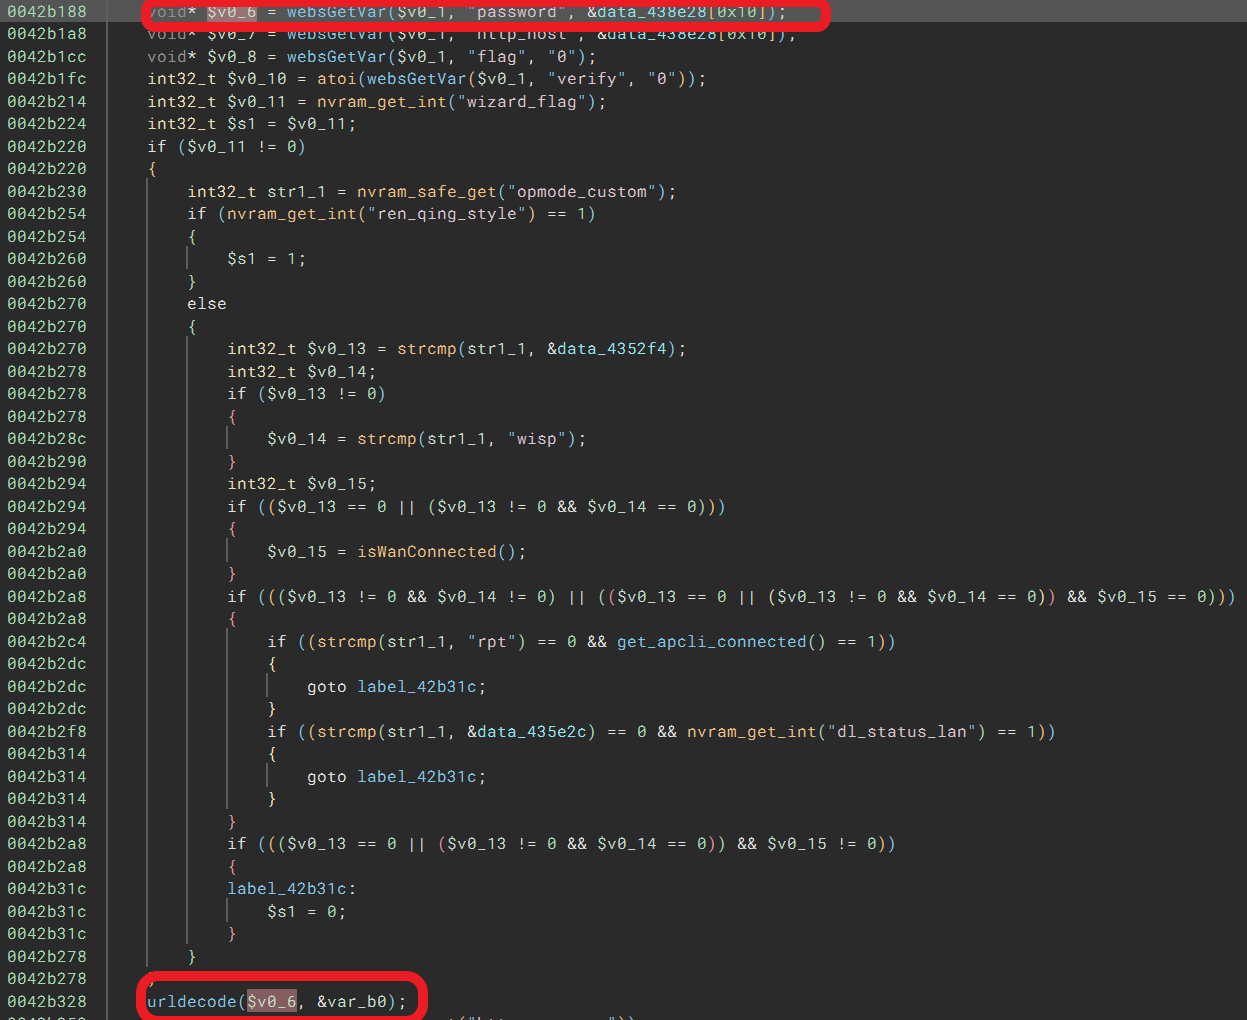 0042b188 void* $v0_6 = websGetVar($v0_1, "password", &data_438e28[0x10]);
0042b1a8 void* $v0_7 = websGetVar($v0_1, "http_host", &data_438e28[0x10]);
0042b1cc void* $v0_8 = websGetVar($v0_1, "flag", "0");
0042b1fc int32_t $v0_10 = atoi(websGetVar($v0_1, "verify", "0"));
0042b214 int32_t $v0_11 = nvram_get_int("wizard_flag");
0042b224 int32_t $s1 = $v0_11;
0042b220 if ($v0_11 != 0)
0042b220 {
0042b230 int32_t str1_1 = nvram_safe_get("opmode_custom");
0042b254 if (nvram_get_int("ren_qing_style") == 1)
0042b254 {
0042b260 $s1 = 1;
0042b260 }
0042b270 else
0042b270 {
0042b270 int32_t $v0_13 = strcmp(str1_1, &data_4352f4);
0042b278 int32_t $v0_14;
0042b278 if ($v0_13 != 0)
0042b278 {
0042b28c $v0_14 = strcmp(str1_1, "wisp");
0042b290 }
0042b294 int32_t $v0_15;
0042b294 if (($v0_13 == 0 || ($v0_13 != 0 && $v0_14 == 0)))
0042b294 {
0042b2a0 $v0_15 = isWanConnected();
0042b2a0 }
0042b2a8 if ((($v0_13 != 0 && $v0_14 != 0) || (($v0_13 == 0 || ($v0_13 != 0 && $v0_14 == 0)) && $v0_15 == 0)))
0042b2a8 {
0042b2c4 if ((strcmp(str1_1, "rpt") == 0 && get_apcli_connected() == 1))
0042b2dc {
0042b2dc goto label_42b31c;
0042b2dc }
0042b2f8 if ((strcmp(str1_1, &data_435e2c) == 0 && nvram_get_int("dl_status_lan") == 1))
0042b314 {
0042b314 goto label_42b31c;
0042b314 }
0042b314 }
0042b2a8 if ((($v0_13 == 0 || ($v0_13 != 0 && $v0_14 == 0)) && $v0_15 != 0))
0042b2a8 {
0042b31c label_42b31c:
0042b31c $s1 = 0;
0042b31c }
0042b278 }
0042b278 }
0042b328 urldecode($v0_6, &var_b0);